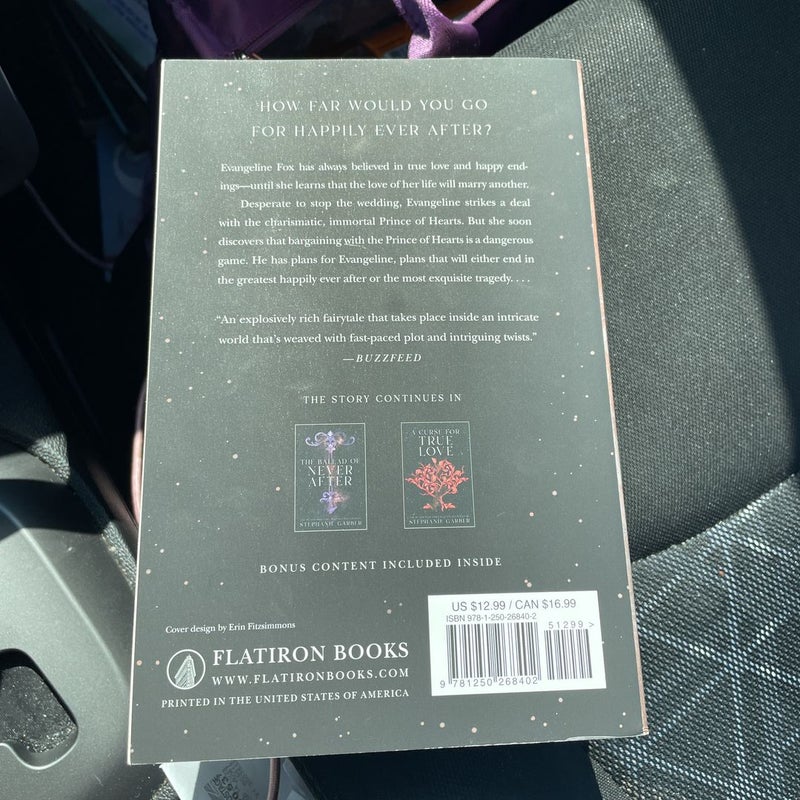 HOW FAR WOULD YOU GO
FOR HAPPILY EVER AFTER?
Evangeline Fox has always believed in true love and happy end-
ings—until she learns that the love of her life will marry another.
Desperate to stop the wedding, Evangeline strikes a deal
with the charismatic, immortal Prince of Hearts. But she soon
discovers that bargaining with the Prince of Hearts is a dangerous
game. He has plans for Evangeline, plans that will either end in
the greatest happily ever after or the most exquisite tragedy. . . .
“An explosively rich fairytale that takes place inside an intricate
world that’s weaved with fast-paced plot and intriguing twists.”
—BUZZFEED
THE STORY CONTINUES IN
THE BALLAD OF
NEVER
AFTER
STEPHANIE GARBER
A CURSE FOR
TRUE
LOVE
STEPHANIE GARBER
BONUS CONTENT INCLUDED INSIDE
Cover design by Erin Fitzsimmons
FLATIRON BOOKS
WWW.FLATIRONBOOKS.COM
PRINTED IN THE UNITED STATES OF AMERICA
US $12.99 / CAN $16.99
ISBN 978-1-250-26840-2
51299>
9 781250 268402